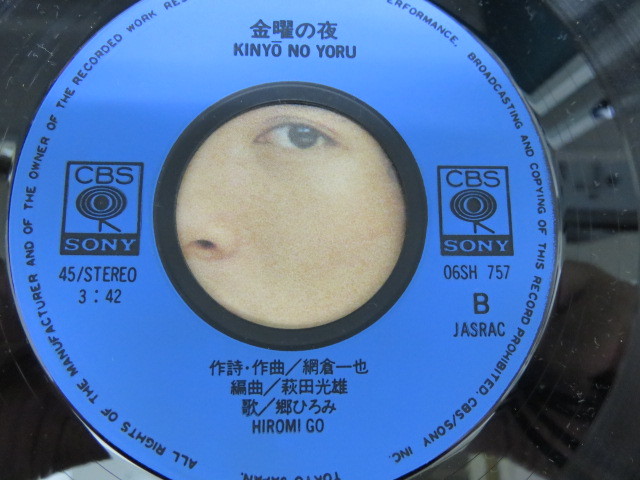 金曜の夜
KINYŌ NO YORU
CBS
SONY
CBS
SONY
45/STEREO
3:42
06SH 757
B
JASRAC
作詩・作曲/網倉一也
編曲/萩田光雄
歌/郷ひろみ
HIROMI GO
ALL RIGHTS OF THE MANUFACTURER AND OF THE OWNER OF THE RECORDED WORK PERFORMANCE, BROADCASTING AND COPYING OF THIS RECORD PROHIBITED. CBS/SONY INC.
TOKYO JAPAN.